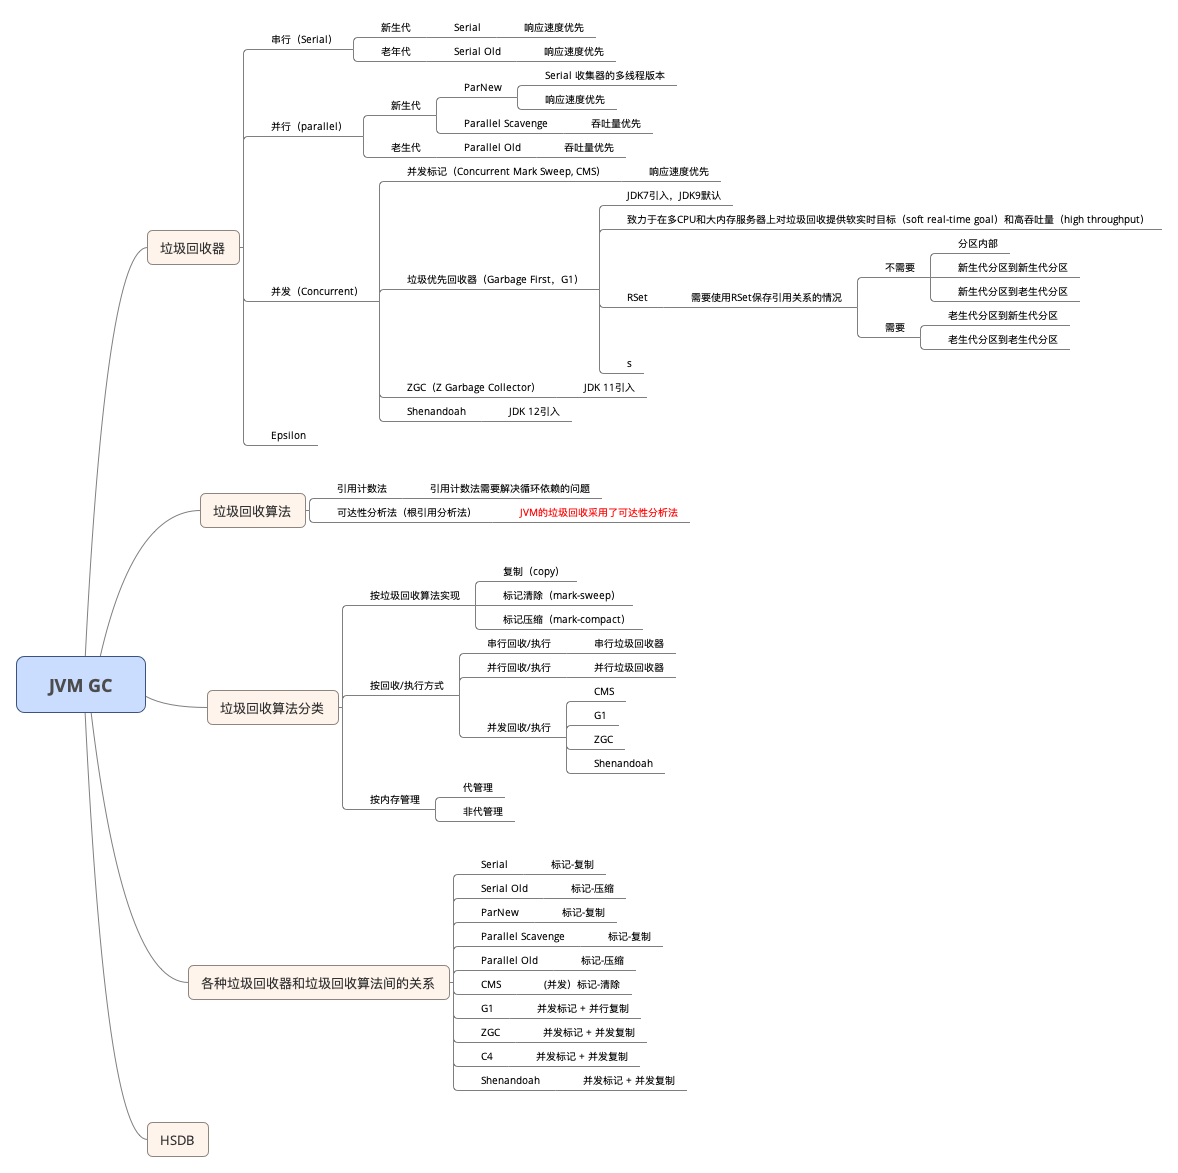 JVM GC
垃圾回收器
串行（Serial）
新生代 Serial 响应速度优先
老年代 Serial Old 响应速度优先
并行（parallel）
新生代
ParNew
Serial 收集器的多线程版本
响应速度优先
Parallel Scavenge 吞吐量优先
老生代 Parallel Old 吞吐量优先
并发（Concurrent）
并发标记（Concurrent Mark Sweep, CMS） 响应速度优先
垃圾优先回收器（Garbage First，G1）
JDK7引入，JDK9默认
致力于在多CPU和大内存服务器上对垃圾回收提供软实时目标（soft real-time goal）和高吞吐量（high throughput）
RSet 需要使用RSet保存引用关系的情况
不需要
分区内部
新生代分区到新生代分区
新生代分区到老生代分区
需要
老生代分区到新生代分区
老生代分区到老生代分区
s
ZGC（Z Garbage Collector） JDK 11引入
Shenandoah JDK 12引入
Epsilon
垃圾回收算法
引用计数法 引用计数法需要解决循环依赖的问题
可达性分析法（根引用分析法） JVM的垃圾回收采用了可达性分析法
垃圾回收算法分类
按垃圾回收算法实现
复制（copy）
标记清除（mark-sweep）
标记压缩（mark-compact）
按回收/执行方式
串行回收/执行 串行垃圾回收器
并行回收/执行 并行垃圾回收器
并发回收/执行
CMS
G1
ZGC
Shenandoah
按内存管理
代管理
非代管理
各种垃圾回收器和垃圾回收算法间的关系
Serial 标记-复制
Serial Old 标记-压缩
ParNew 标记-复制
Parallel Scavenge 标记-复制
Parallel Old 标记-压缩
CMS （并发）标记-清除
G1 并发标记 + 并行复制
ZGC 并发标记 + 并发复制
C4 并发标记 + 并发复制
Shenandoah 并发标记 + 并发复制
HSDB